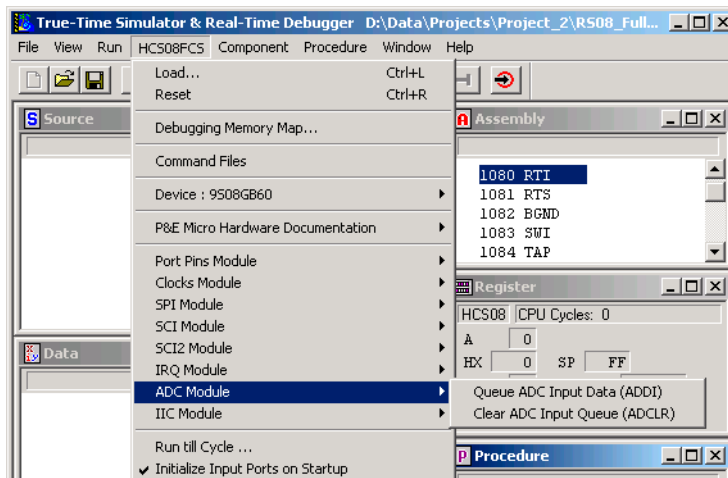 True-Time Simulator & Real-Time Debugger D:\Data\Projects\Project_2\RS08_Full...
File View Run HCS08FCS Component Procedure Window Help
Load... Ctrl+L
Reset Ctrl+R
Debugging Memory Map...
Command Files
Device : 9S08GB60
P&E Micro Hardware Documentation
Port Pins Module
Clocks Module
SPI Module
SCI Module
SCI2 Module
IRQ Module
ADC Module
IIC Module
Run till Cycle ...
Initialize Input Ports on Startup
Queue ADC Input Data (ADDI)
Clear ADC Input Queue (ADCLR)
S Source
Data
A Assembly
1080 RTI
1081 RTS
1082 BGND
1083 SWI
1084 TAP
Register
HCS08 CPU Cycles: 0
A 0
HX 0 SP FF
P Procedure